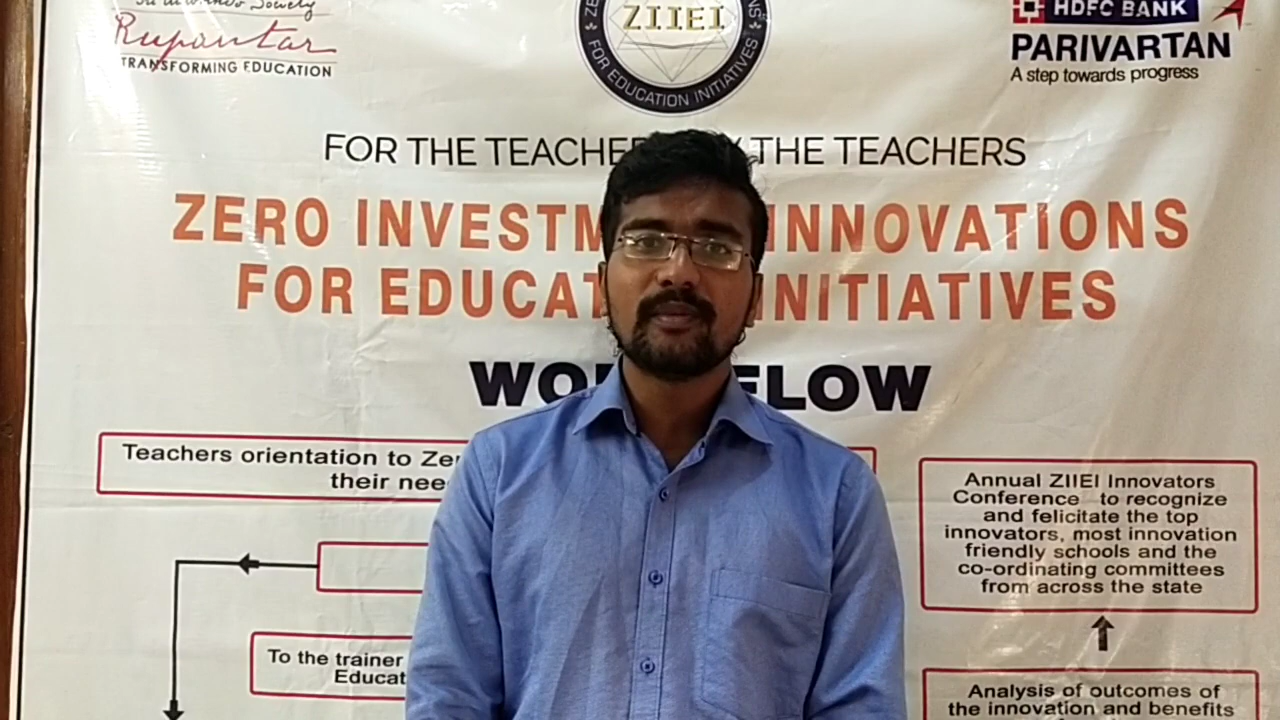 Rupantar
TRANSFORMING EDUCATION
ZIIEI
FOR EDUCATION INITIATIVES
HDFC BANK
PARIVARTAN
A step towards progress
FOR THE TEACHE THE TEACHERS
ZERO INVESTM INNOVATIONS
FOR EDUCAT INITIATIVES
WO FLOW
Teachers orientation to Ze
their nee
To the trainer
Educat
Annual ZIIEI Innovators
Conference to recognize
and felicitate the top
innovators, most innovation
friendly schools and the
co-ordinating committees
from across the state
Analysis of outcomes of
the innovation and benefits